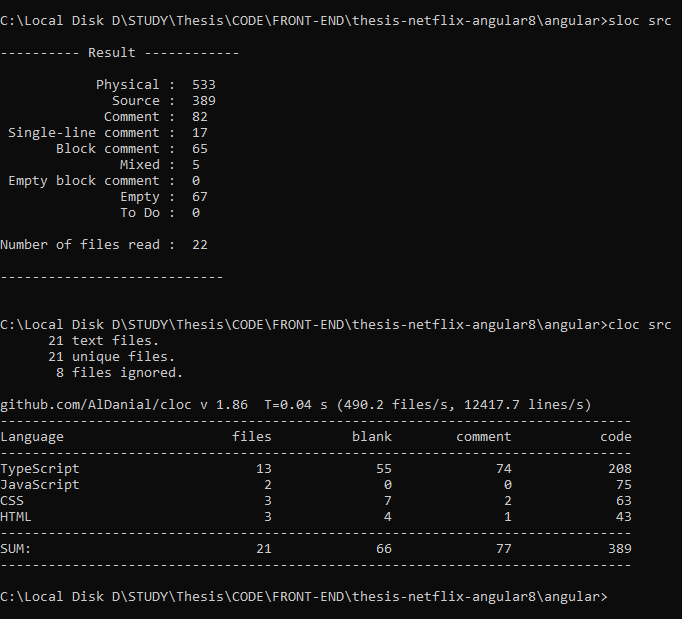 C:\Local Disk D\STUDY\Thesis\CODE\FRONT-END\thesis-netflix-angular8\angular>sloc src
---------- Result ------------
Physical :  533
Source :  389
Comment :  82
Single-line comment :  17
Block comment :  65
Mixed :  5
Empty block comment :  0
Empty :  67
To Do :  0
Number of files read :  22
----------------------------
C:\Local Disk D\STUDY\Thesis\CODE\FRONT-END\thesis-netflix-angular8\angular>cloc src
21 text files.
21 unique files.
8 files ignored.
github.com/AlDanial/cloc v 1.86  T=0.04 s (490.2 files/s, 12417.7 lines/s)
-------------------------------------------------------------------------------
Language                     files          blank        comment           code
-------------------------------------------------------------------------------
TypeScript                      13             55             74            208
JavaScript                       2              0              0             75
CSS                              3              7              2             63
HTML                             3              4              1             43
-------------------------------------------------------------------------------
SUM:                            21             66             77            389
-------------------------------------------------------------------------------
C:\Local Disk D\STUDY\Thesis\CODE\FRONT-END\thesis-netflix-angular8\angular>